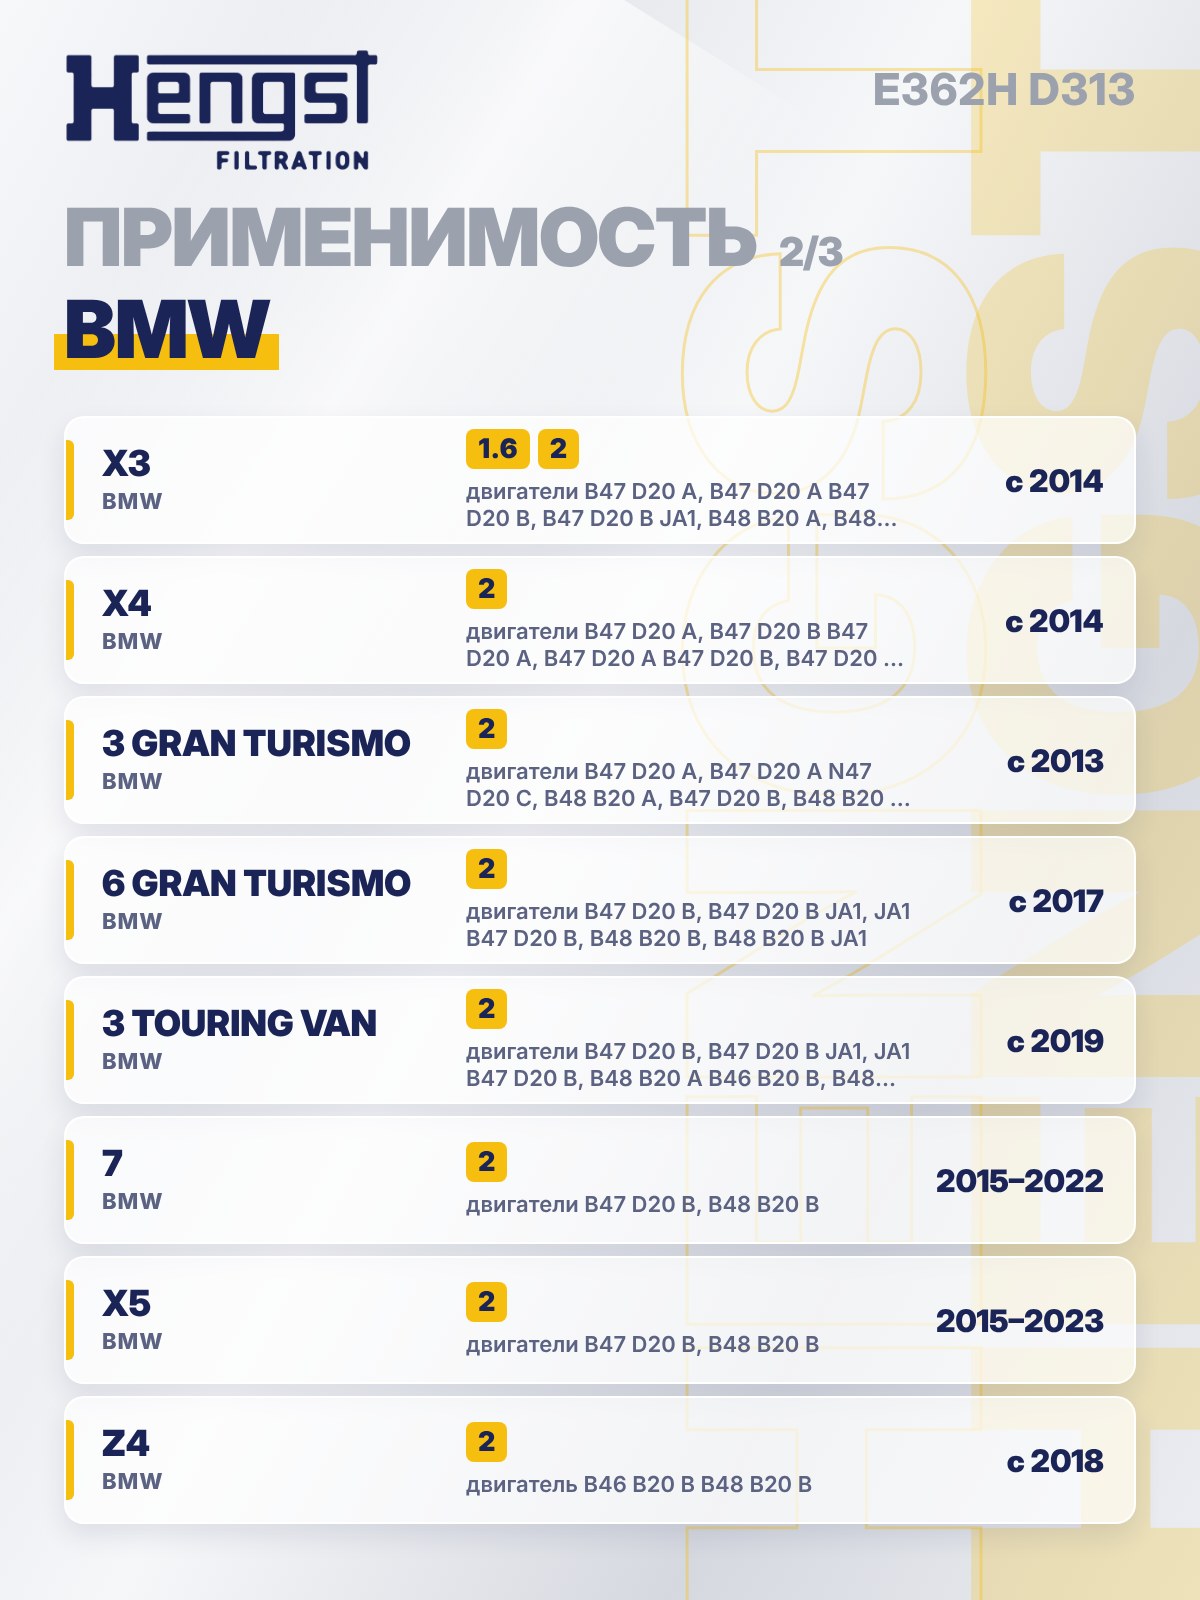 Hengst
FILTRATION
E362H D313
ПРИМЕНИМОСТЬ 2/3
BMW
X3
BMW
1.6 2
двигатели B47 D20 A, B47 D20 A B47
D20 B, B47 D20 B JA1, B48 B20 A, B48...
с 2014
X4
BMW
2
двигатели B47 D20 A, B47 D20 B B47
D20 A, B47 D20 A B47 D20 B, B47 D20 ...
с 2014
3 GRAN TURISMO
BMW
2
двигатели B47 D20 A, B47 D20 A N47
D20 C, B48 B20 A, B47 D20 B, B48 B20 ...
с 2013
6 GRAN TURISMO
BMW
2
двигатели B47 D20 B, B47 D20 B JA1, JA1
B47 D20 B, B48 B20 B, B48 B20 B JA1
с 2017
3 TOURING VAN
BMW
2
двигатели B47 D20 B, B47 D20 B JA1, JA1
B47 D20 B, B48 B20 A B46 B20 B, B48...
с 2019
7
BMW
2
двигатели B47 D20 B, B48 B20 B
2015–2022
X5
BMW
2
двигатели B47 D20 B, B48 B20 B
2015–2023
Z4
BMW
2
двигатель B46 B20 B B48 B20 B
с 2018
HENGST
HENGST